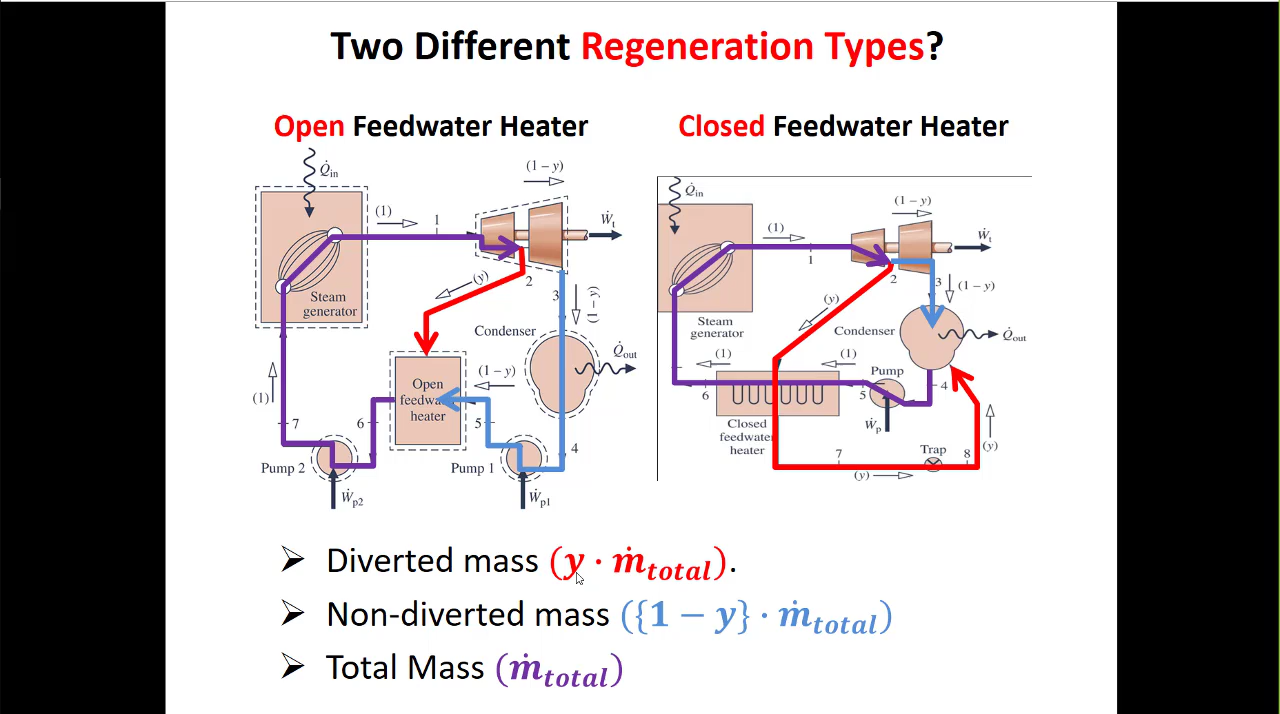 Two Different Regeneration Types?
Open Feedwater Heater
Closed Feedwater Heater
(1 – y)
Q̇in
(1)
1
Ẇt
(y)
2
3
(1 – y)
Steam
generator
Condenser
Q̇out
(1 – y)
Open
feedwater
heater
(1)
7
6
5
4
Pump 2
Pump 1
Ẇp2
Ẇp1
Q̇in
(1 – y)
(1)
1
Ẇt
2
3
(1 – y)
(y)
Steam
generator
Condenser
Q̇out
(1)
(1)
Pump
6
5
4
Ẇp
Closed
feedwater
heater
7
Trap
8
(y)
(y)
➢ Diverted mass (y · ṁtotal).
➢ Non-diverted mass ({1 − y} · ṁtotal)
➢ Total Mass (ṁtotal)